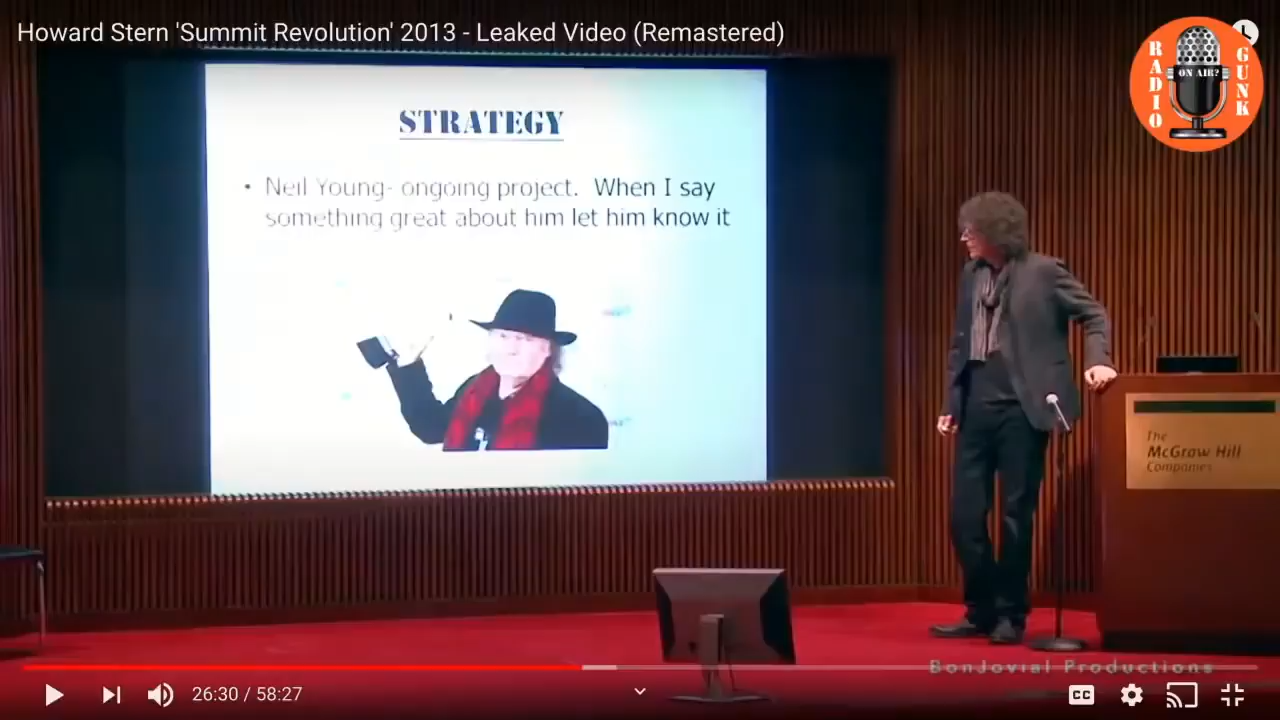 Howard Stern 'Summit Revolution' 2013 - Leaked Video (Remastered)
RADIO
ON AIR?
GUNK
STRATEGY
• Neil Young- ongoing project. When I say
something great about him let him know it
The
McGraw Hill
Companies
BonJovial Productions
26:30 / 58:27
CC